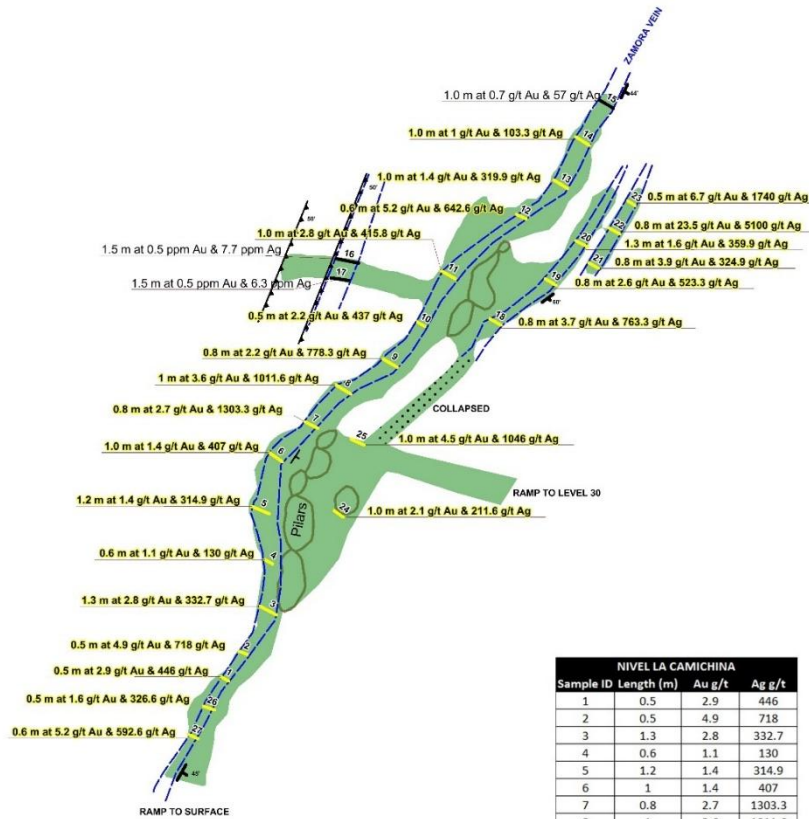 ZAMORA VEIN
1.0 m at 0.7 g/t Au & 57 g/t Ag
15
44°
1.0 m at 1 g/t Au & 103.3 g/t Ag
14
1.0 m at 1.4 g/t Au & 319.9 g/t Ag
13
0.6 m at 5.2 g/t Au & 642.6 g/t Ag
12
23
0.5 m at 6.7 g/t Au & 1740 g/t Ag
22
0.8 m at 23.5 g/t Au & 5100 g/t Ag
20
1.3 m at 1.6 g/t Au & 359.9 g/t Ag
21
0.8 m at 3.9 g/t Au & 324.9 g/t Ag
1.0 m at 2.8 g/t Au & 415.8 g/t Ag
11
1.5 m at 0.5 ppm Au & 7.7 ppm Ag
16
17
1.5 m at 0.5 ppm Au & 6.3 ppm Ag
19
0.8 m at 2.6 g/t Au & 523.3 g/t Ag
0.5 m at 2.2 g/t Au & 437 g/t Ag
10
18
0.8 m at 3.7 g/t Au & 763.3 g/t Ag
0.8 m at 2.2 g/t Au & 778.3 g/t Ag
9
1 m at 3.6 g/t Au & 1011.6 g/t Ag
8
COLLAPSED
0.8 m at 2.7 g/t Au & 1303.3 g/t Ag
7
25
1.0 m at 4.5 g/t Au & 1046 g/t Ag
1.0 m at 1.4 g/t Au & 407 g/t Ag
6
RAMP TO LEVEL 30
1.2 m at 1.4 g/t Au & 314.9 g/t Ag
5
Pilars
24
1.0 m at 2.1 g/t Au & 211.6 g/t Ag
0.6 m at 1.1 g/t Au & 130 g/t Ag
4
1.3 m at 2.8 g/t Au & 332.7 g/t Ag
3
0.5 m at 4.9 g/t Au & 718 g/t Ag
2
0.5 m at 2.9 g/t Au & 446 g/t Ag
1
0.5 m at 1.6 g/t Au & 326.6 g/t Ag
26
0.6 m at 5.2 g/t Au & 592.6 g/t Ag
27
45°
RAMP TO SURFACE
NIVEL LA CAMICHINA
Sample ID Length (m) Au g/t Ag g/t
1 0.5 2.9 446
2 0.5 4.9 718
3 1.3 2.8 332.7
4 0.6 1.1 130
5 1.2 1.4 314.9
6 1 1.4 407
7 0.8 2.7 1303.3